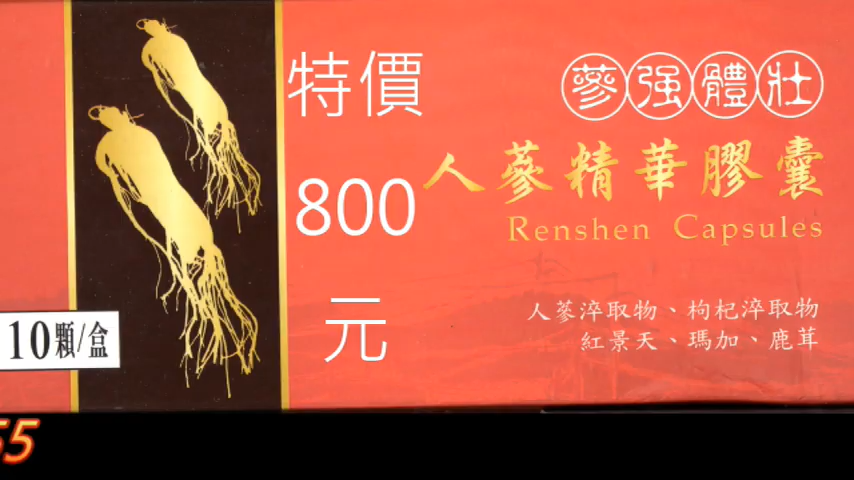 特價
800
元
蔘强體壯
人蔘精華膠囊
Renshen Capsules
人蔘淬取物、枸杞淬取物
紅景天、瑪加、鹿茸
10顆/盒
55